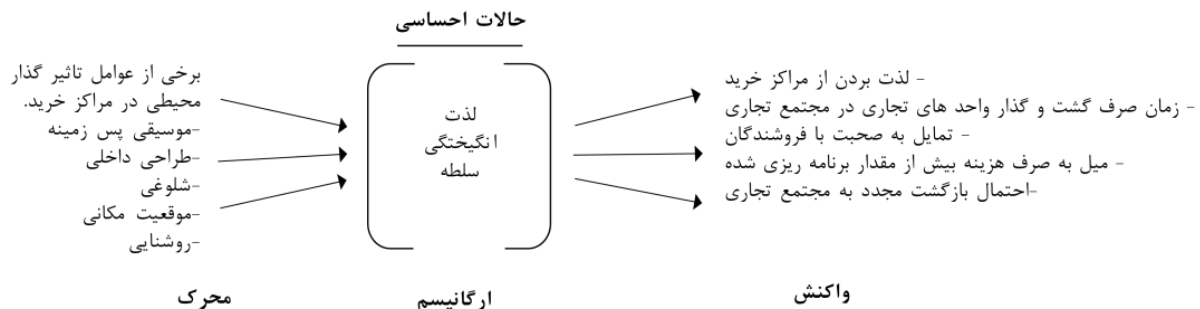 حالات احساسی
برخی از عوامل تاثیر گذار
محیطی در مراکز خرید.
-موسیقی پس زمینه
-طراحی داخلی
-شلوغی
-موقعیت مکانی
-روشنایی
لذت
انگیختگی
سلطه
- لذت بردن از مراکز خرید
- زمان صرف گشت و گذار واحد های تجاری در مجتمع تجاری
- تمایل به صحبت با فروشندگان
- میل به صرف هزینه بیش از مقدار برنامه ریزی شده
-احتمال بازگشت مجدد به مجتمع تجاری
محرک
ارگانیسم
واکنش